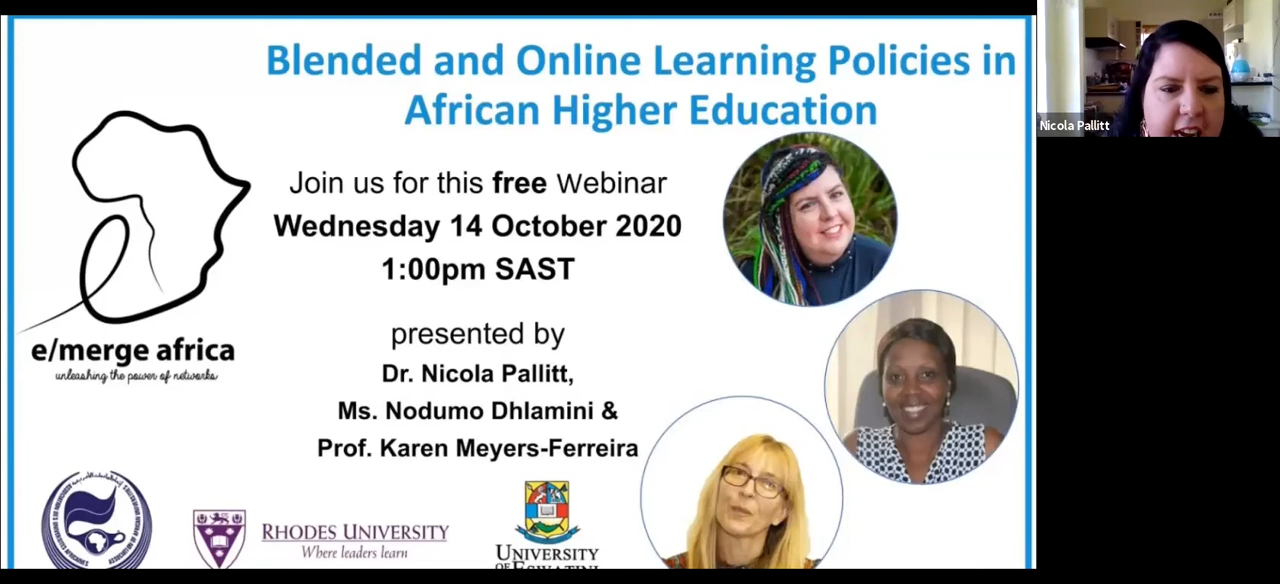 Blended and Online Learning Policies in
African Higher Education
Join us for this free Webinar
Wednesday 14 October 2020
1:00pm SAST
presented by
Dr. Nicola Pallitt,
Ms. Nodumo Dhlamini &
Prof. Karen Meyers-Ferreira
e/merge africa
unleashing the power of networks
RHODES UNIVERSITY
Where leaders learn
UNIVERSITY
OF ESWATINI
Nicola Pallitt